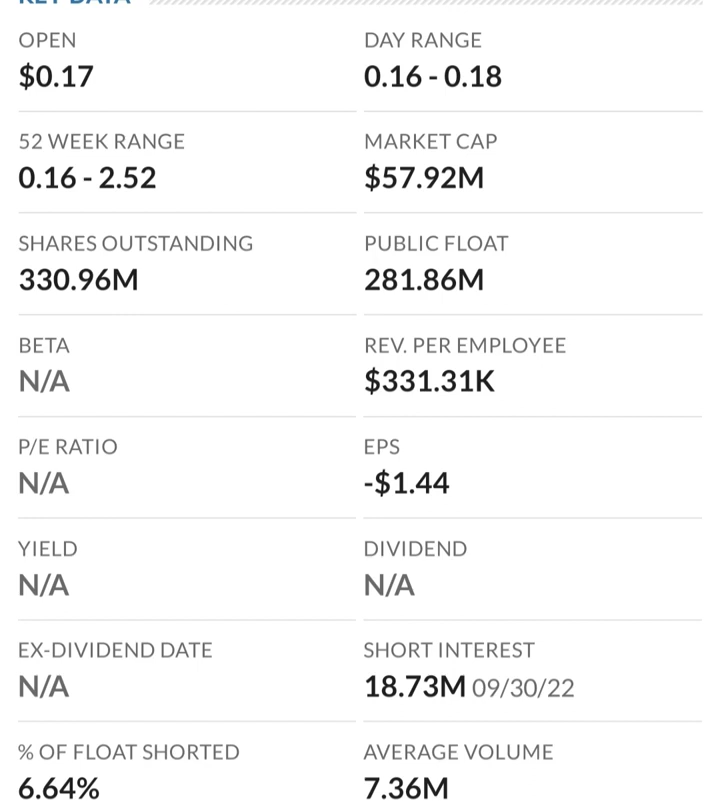 KEY DATA
OPEN
$0.17
DAY RANGE
0.16 - 0.18
52 WEEK RANGE
0.16 - 2.52
MARKET CAP
$57.92M
SHARES OUTSTANDING
330.96M
PUBLIC FLOAT
281.86M
BETA
N/A
REV. PER EMPLOYEE
$331.31K
P/E RATIO
N/A
EPS
-$1.44
YIELD
N/A
DIVIDEND
N/A
EX-DIVIDEND DATE
N/A
SHORT INTEREST
18.73M 09/30/22
% OF FLOAT SHORTED
6.64%
AVERAGE VOLUME
7.36M